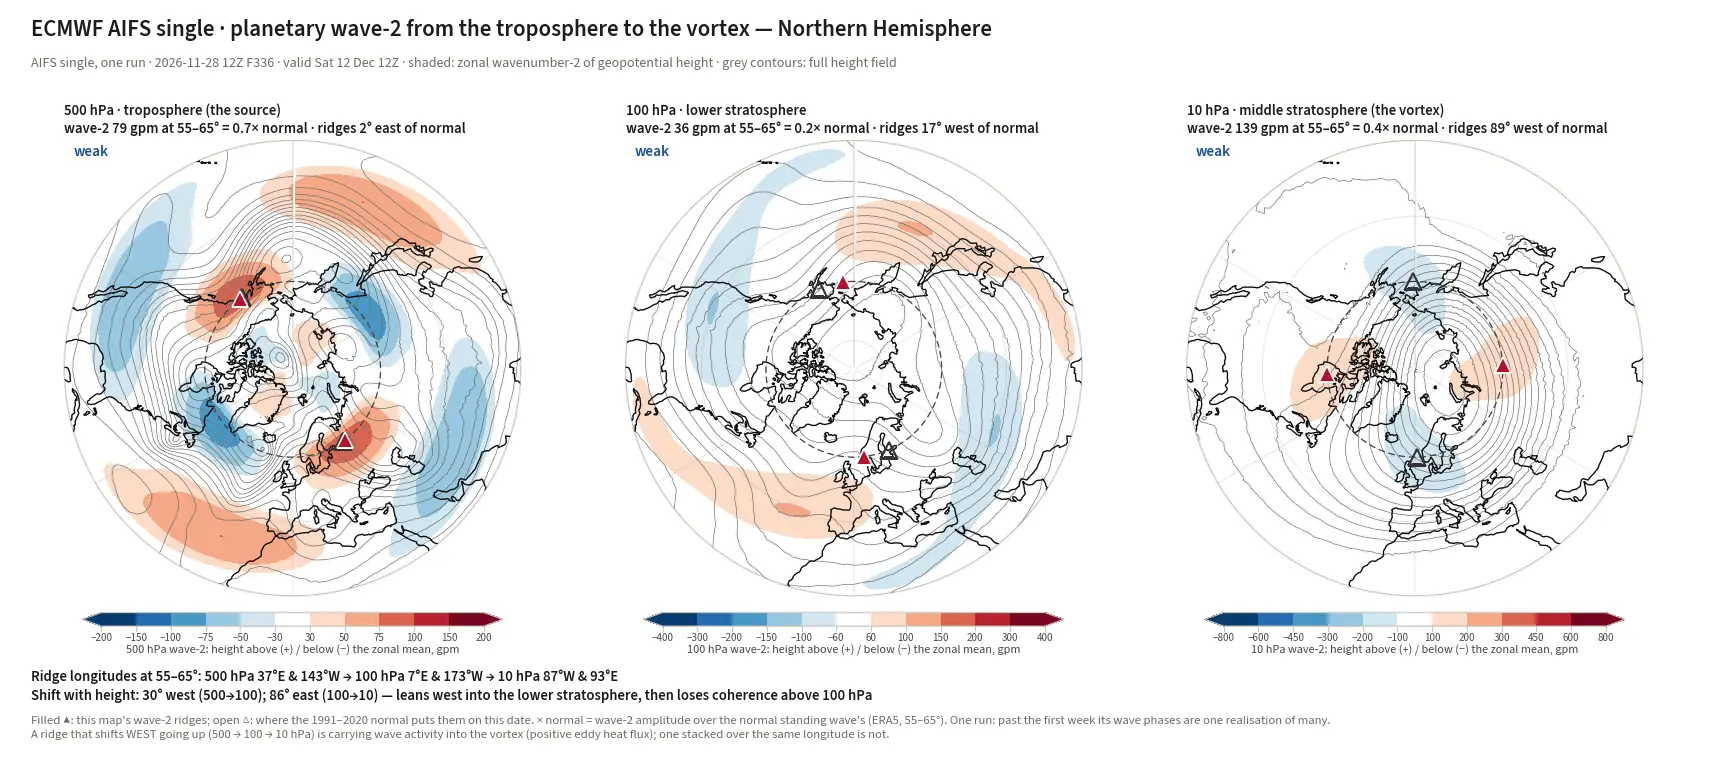 ECMWF AIFS single · planetary wave-2 from the troposphere to the vortex — Northern Hemisphere
AIFS single, one run · 2026-11-28 12Z F336 · valid Sat 12 Dec 12Z · shaded: zonal wavenumber-2 of geopotential height · grey contours: full height field
500 hPa · troposphere (the source)
wave-2 79 gpm at 55–65° = 0.7× normal · ridges 2° east of normal
weak
100 hPa · lower stratosphere
wave-2 36 gpm at 55–65° = 0.2× normal · ridges 17° west of normal
weak
10 hPa · middle stratosphere (the vortex)
wave-2 139 gpm at 55–65° = 0.4× normal · ridges 89° west of normal
weak
−200 −150 −100 −75 −50 −30 30 50 75 100 150 200
500 hPa wave-2: height above (+) / below (−) the zonal mean, gpm
−400 −300 −200 −150 −100 −60 60 100 150 200 300 400
100 hPa wave-2: height above (+) / below (−) the zonal mean, gpm
−800 −600 −450 −300 −200 −100 100 200 300 450 600 800
10 hPa wave-2: height above (+) / below (−) the zonal mean, gpm
Ridge longitudes at 55–65°: 500 hPa 37°E & 143°W → 100 hPa 7°E & 173°W → 10 hPa 87°W & 93°E
Shift with height: 30° west (500→100); 86° east (100→10) — leans west into the lower stratosphere, then loses coherence above 100 hPa
Filled ▲: this map's wave-2 ridges; open △: where the 1991–2020 normal puts them on this date. × normal = wave-2 amplitude over the normal standing wave's (ERA5, 55–65°). One run: past the first week its wave phases are one realisation of many.
A ridge that shifts WEST going up (500 → 100 → 10 hPa) is carrying wave activity into the vortex (positive eddy heat flux); one stacked over the same longitude is not.